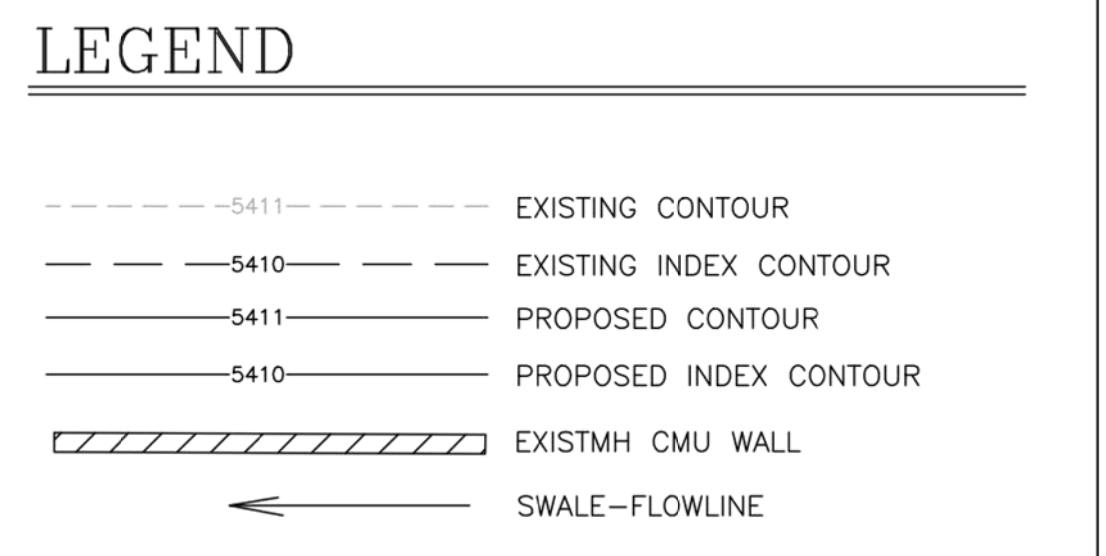 LEGEND
5411 EXISTING CONTOUR
5410 EXISTING INDEX CONTOUR
5411 PROPOSED CONTOUR
5410 PROPOSED INDEX CONTOUR
EXISTMH CMU WALL
SWALE-FLOWLINE